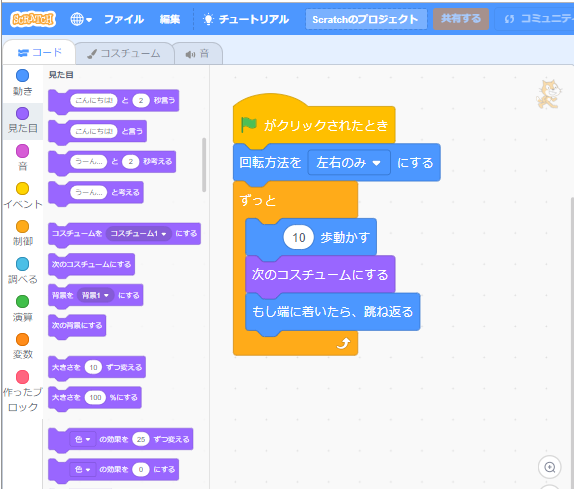 SCRATCH ファイル 編集 チュートリアル Scratchのプロジェクト 共有する コミュニテ
コード コスチューム 音
動き
見た目
音
イベント
制御
調べる
演算
変数
作ったブ
ロック
見た目
こんにちは! と 2 秒言う
こんにちは! と言う
うーん... と 2 秒考える
うーん... と考える
コスチュームを コスチューム1 にする
次のコスチュームにする
背景を 背景1 にする
次の背景にする
大きさを 10 ずつ変える
大きさを 100 %にする
色 の効果を 25 ずつ変える
色 の効果を 0 にする
がクリックされたとき
回転方法を 左右のみ にする
ずっと
10 歩動かす
次のコスチュームにする
もし端に着いたら、跳ね返る